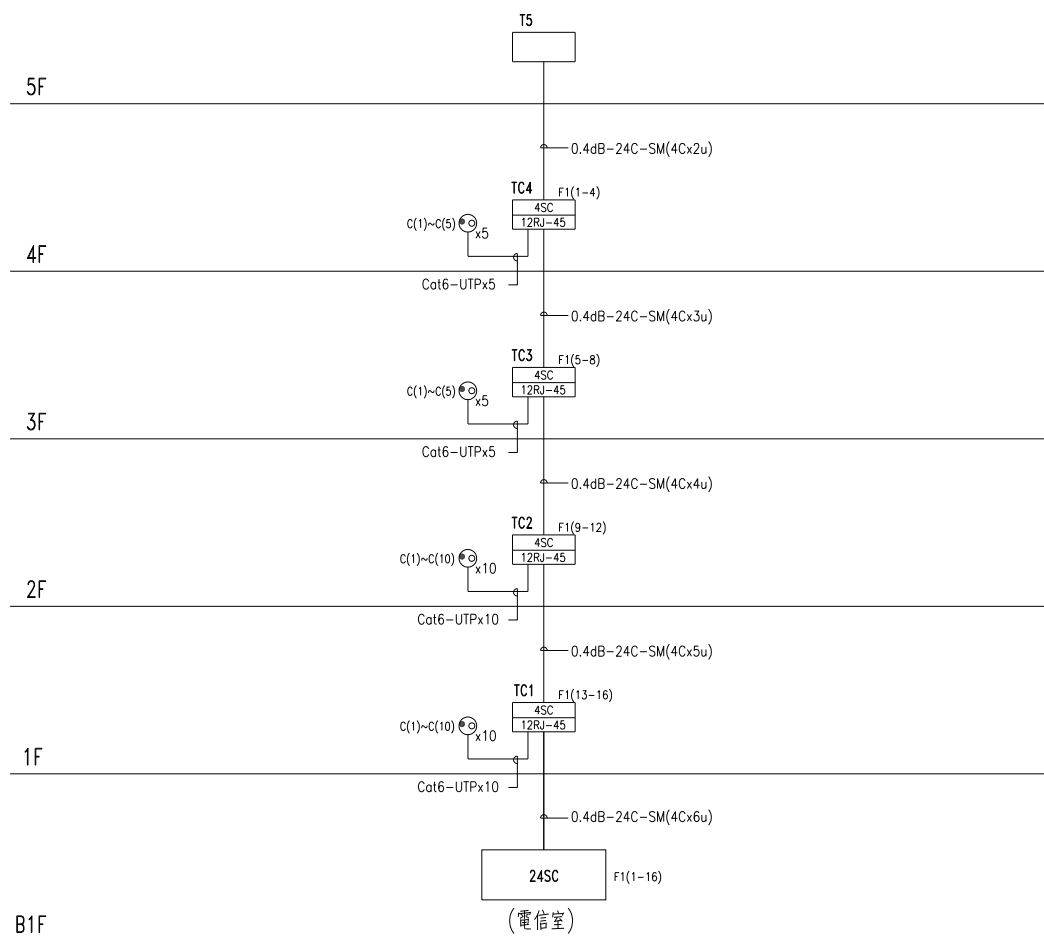 T5
5F
0.4dB-24C-SM(4Cx2u)
TC4
F1(1-4)
4SC
12RJ-45
C(1)~C(5)
x5
4F
Cat6-UTPx5
0.4dB-24C-SM(4Cx3u)
TC3
F1(5-8)
4SC
12RJ-45
C(1)~C(5)
x5
3F
Cat6-UTPx5
0.4dB-24C-SM(4Cx4u)
TC2
F1(9-12)
4SC
12RJ-45
C(1)~C(10)
x10
2F
Cat6-UTPx10
0.4dB-24C-SM(4Cx5u)
TC1
F1(13-16)
4SC
12RJ-45
C(1)~C(10)
x10
1F
Cat6-UTPx10
0.4dB-24C-SM(4Cx6u)
24SC
F1(1-16)
(電信室)
B1F